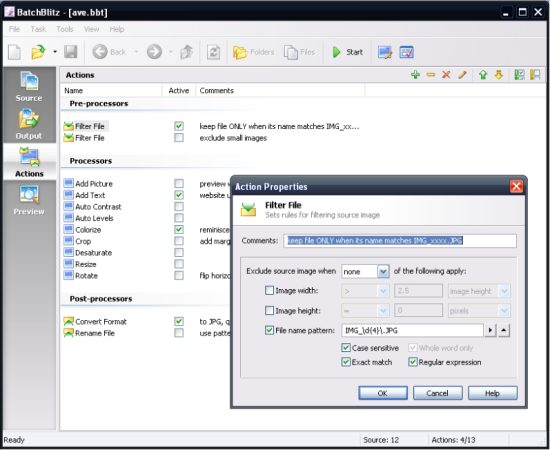 BatchBlitz - [ave.bbt]
File Task Tools View Help
Back Folders Files Start
Source
Output
Actions
Preview
Actions
Name Active Comments
Pre-processors
Filter File keep file ONLY when its name matches IMG_xx...
Filter File exclude small images
Processors
Add Picture preview w
Add Text website u
Auto Contrast
Auto Levels
Colorize reminisce
Crop add marg
Desaturate
Resize
Rotate flip horiz
Post-processors
Convert Format to JPG, q
Rename File use patte
Action Properties
Filter File
Sets rules for filtering source image
Comments: keep file ONLY when its name matches IMG_xxxx.JPG
Exclude source image when none of the following apply:
Image width: > 2.5 image height
Image height: = 0 pixels
File name pattern: IMG_\d{4}\.JPG
Case sensitive Whole word only
Exact match Regular expression
OK Cancel Help
Ready Source: 12 Actions: 4/13